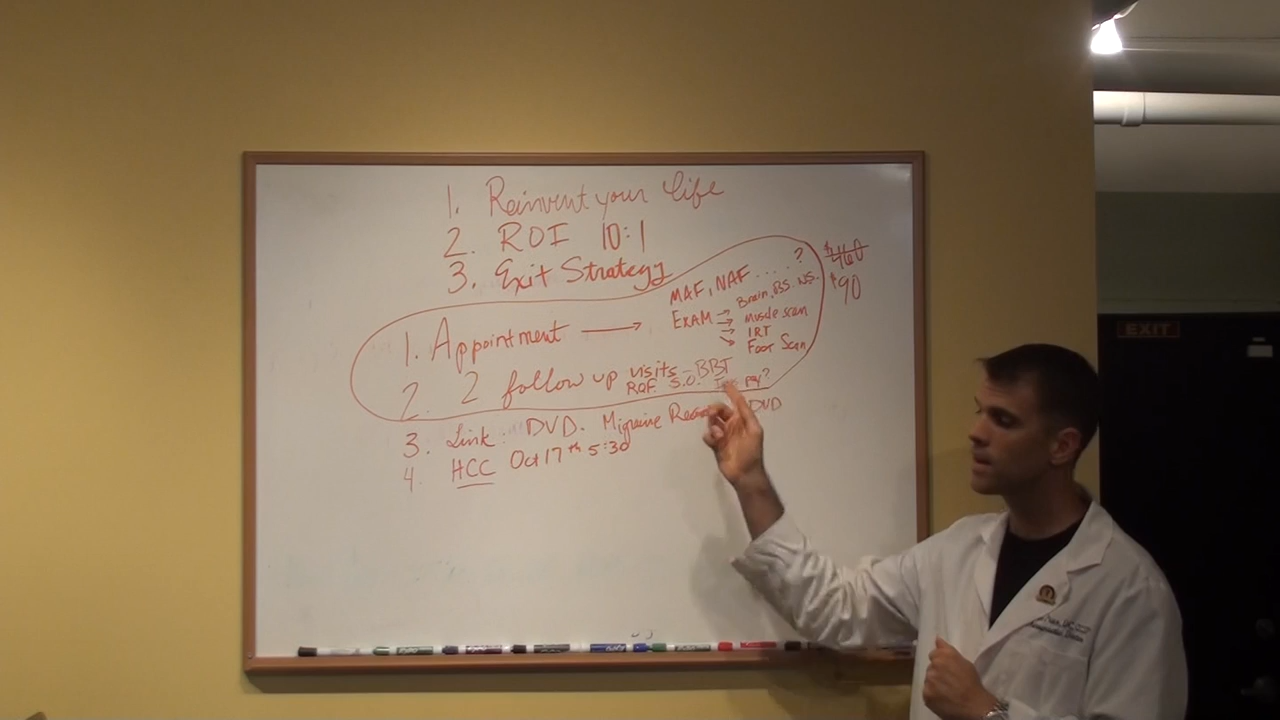 1. Reinvent your life
2. ROI 10:1
3. Exit Strategy
$460
$90
MAF, NAF ....?
1. Appointment → EXAM → Brain, BS. NS.
→ Muscle scan
→ IRT
→ Foot Scan
2. 2 follow up visits - BBT
ROF. S.O. pay?
3. Link: DVD. Migraine DVD
4. HCC Oct 17th 5:30
EXIT